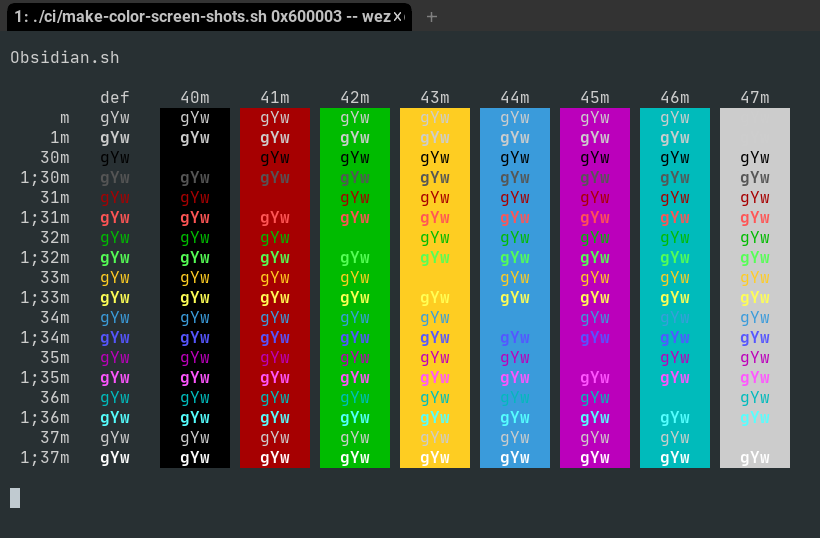 1: ./ci/make-color-screen-shots.sh 0x600003 -- wez
Obsidian.sh
def 40m 41m 42m 43m 44m 45m 46m 47m
m gYw gYw gYw gYw gYw gYw gYw gYw
1m gYw gYw gYw gYw gYw gYw gYw gYw
30m gYw gYw gYw gYw gYw gYw gYw gYw
1;30m gYw gYw gYw gYw gYw gYw gYw gYw gYw
31m gYw gYw gYw gYw gYw gYw gYw gYw
1;31m gYw gYw gYw gYw gYw gYw gYw gYw gYw
32m gYw gYw gYw gYw gYw gYw gYw gYw
1;32m gYw gYw gYw gYw gYw gYw gYw gYw gYw
33m gYw gYw gYw gYw gYw gYw gYw gYw
1;33m gYw gYw gYw gYw gYw gYw gYw gYw gYw
34m gYw gYw gYw gYw gYw gYw gYw gYw
1;34m gYw gYw gYw gYw gYw gYw gYw gYw gYw
35m gYw gYw gYw gYw gYw gYw gYw gYw
1;35m gYw gYw gYw gYw gYw gYw gYw gYw gYw
36m gYw gYw gYw gYw gYw gYw gYw gYw
1;36m gYw gYw gYw gYw gYw gYw gYw gYw gYw
37m gYw gYw gYw gYw gYw gYw gYw gYw
1;37m gYw gYw gYw gYw gYw gYw gYw gYw gYw